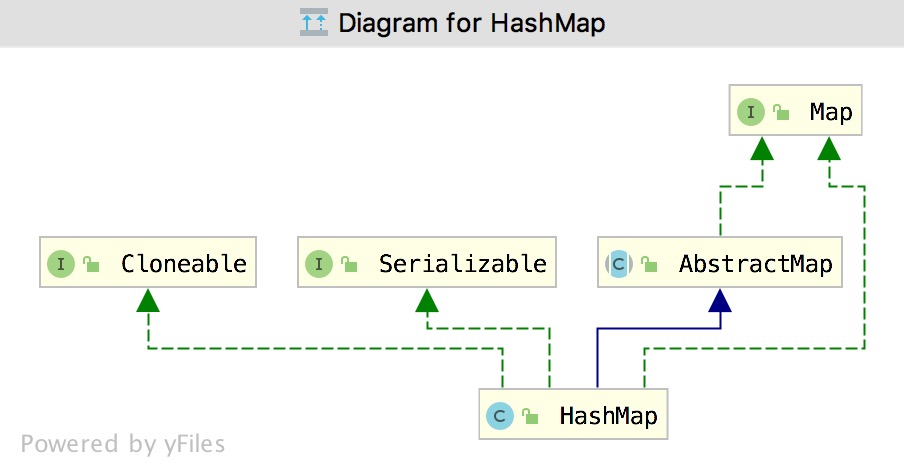 Diagram for HashMap
I Map
I Cloneable
I Serializable
C AbstractMap
C HashMap
Powered by yFiles